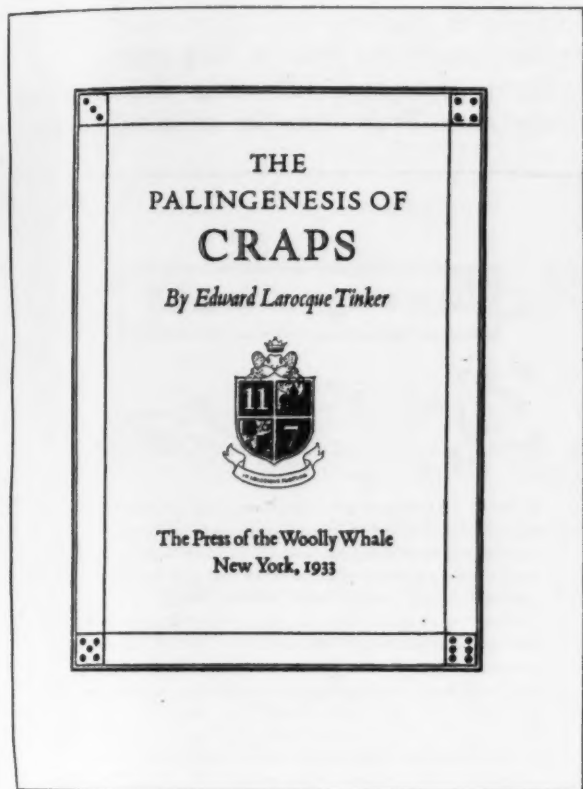 THE
PALINGENESIS OF
CRAPS
By Edward Larocque Tinker
11
7
The Press of the Woolly Whale
New York, 1933